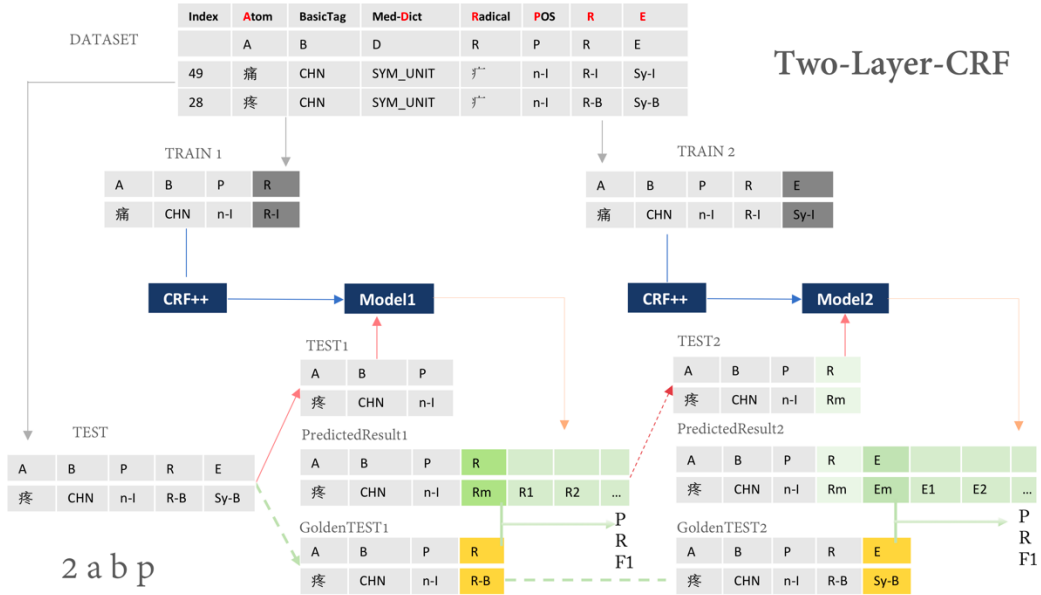 Index Atom BasicTag Med-Dict Radical POS R E
DATASET
A B D R P R E
Two-Layer-CRF
49 痛 CHN SYM_UNIT 疒 n-I R-I Sy-I
28 疼 CHN SYM_UNIT 疒 n-I R-B Sy-B
TRAIN 1
A B P R
痛 CHN n-I R-I
TRAIN 2
A B P R E
痛 CHN n-I R-I Sy-I
CRF++ Model1
CRF++ Model2
TEST1
A B P
疼 CHN n-I
TEST2
A B P R
疼 CHN n-I Rm
TEST
A B P R E
疼 CHN n-I R-B Sy-B
PredictedResult1
A B P R
疼 CHN n-I Rm R1 R2 ...
PredictedResult2
A B P R E
疼 CHN n-I Rm Em E1 E2 ...
P
R
F1
P
R
F1
GoldenTEST1
A B P R
疼 CHN n-I R-B
GoldenTEST2
A B P R E
疼 CHN n-I R-B Sy-B
2 a b p